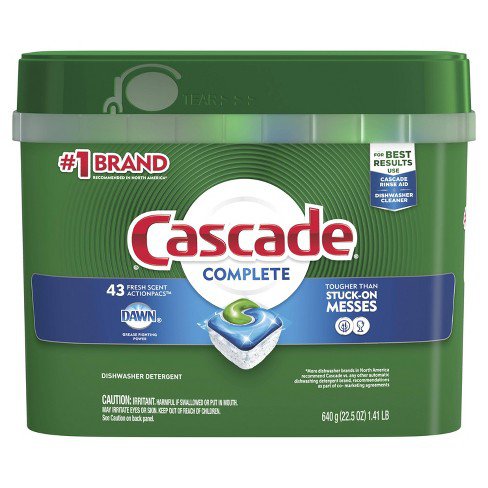 TEAR > > >
#1 BRAND
RECOMMENDED IN NORTH AMERICA*
FOR BEST
RESULTS
USE
CASCADE
RINSE AID
DISHWASHER
CLEANER
Cascade®
COMPLETE
43 FRESH SCENT
ACTIONPACS™
DAWN
GREASE FIGHTING
POWER
TOUGHER THAN
STUCK-ON
MESSES
DISHWASHER DETERGENT
*More dishwasher brands in North America
recommend Cascade vs. any other automatic
dishwashing detergent brand, recommendations
as part of co- marketing agreements
CAUTION: IRRITANT. HARMFUL IF SWALLOWED OR PUT IN MOUTH.
MAY IRRITATE EYES OR SKIN. KEEP OUT OF REACH OF CHILDREN.
See Caution on back panel.
640 g (22.5 OZ) 1.41 LB